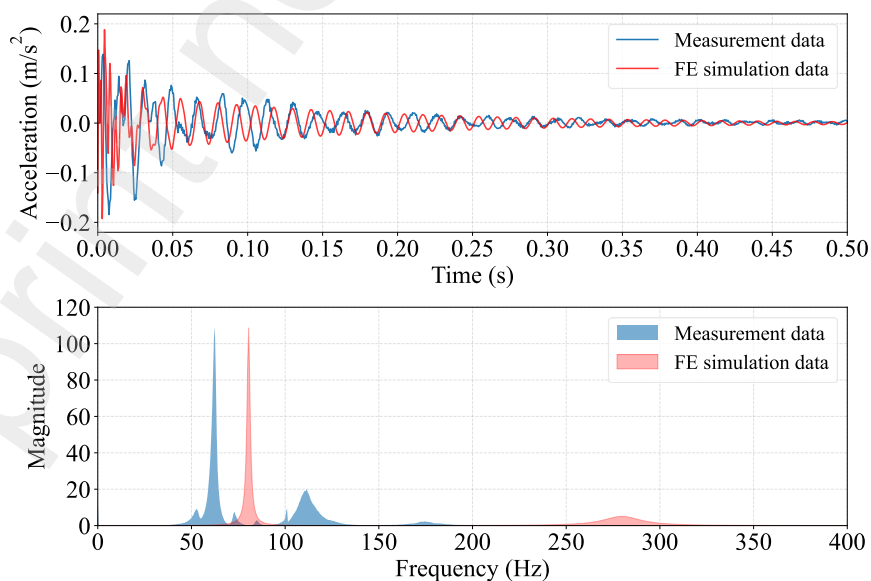 0.2
0.1
0.0
−0.1
−0.2
Acceleration (m/s²)
Measurement data
FE simulation data
0.00 0.05 0.10 0.15 0.20 0.25 0.30 0.35 0.40 0.45 0.50
Time (s)
120
100
80
60
40
20
0
Magnitude
Measurement data
FE simulation data
0 50 100 150 200 250 300 350 400
Frequency (Hz)